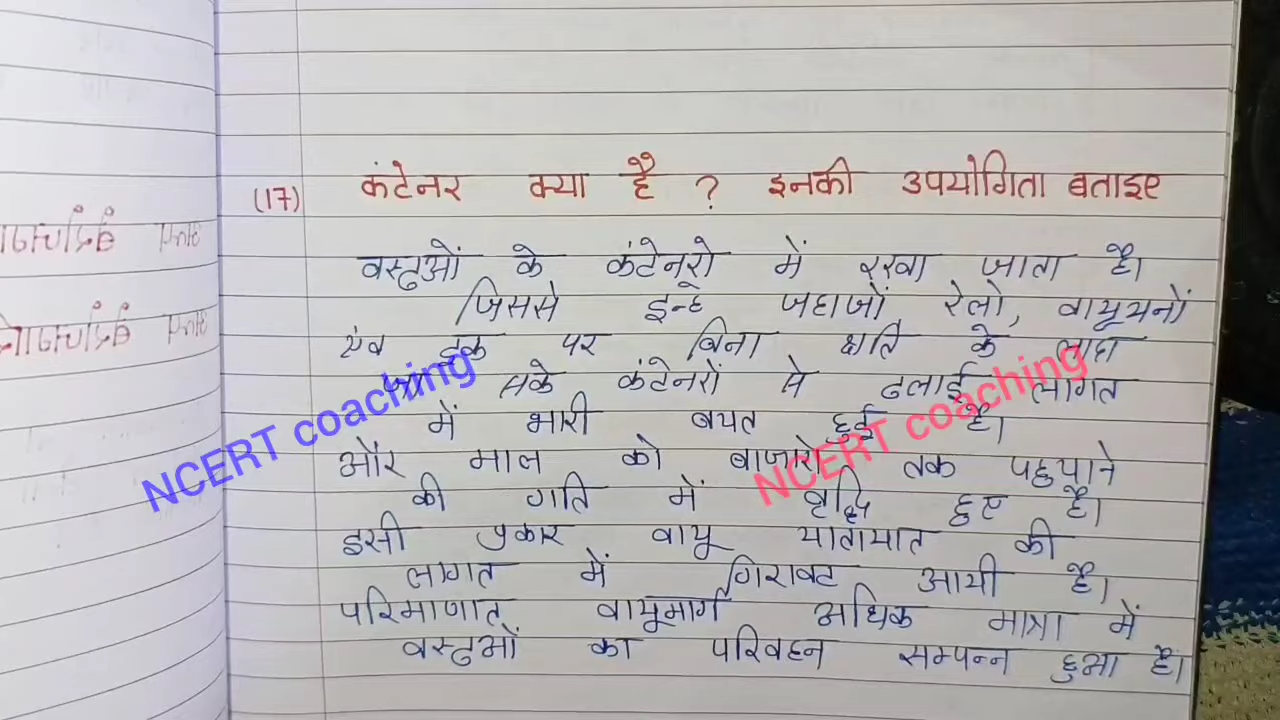 (17) कंटेनर क्या है ? इनकी उपयोगिता बताइए
वस्तुओं के कंटेनरो में रखा जाता है।
जिससे इन्हे जहाजों रेलो, वायूयनों
एंव ट्रक पर बिना क्षति के लादा
जा सके कंटेनरों से ढलाई लागत
में भारी बचत हुई है।
और माल को बाजारो तक पहुचाने
की गति में वृद्धि हुए है।
इसी प्रकार वायू यातायात की
लागत में गिरावट आयी है।
परिमाणात वायूमार्ग अधिक मात्रा में
वस्तुओं का परिवहन सम्पन्न हुआ है।
NCERT coaching
NCERT coaching